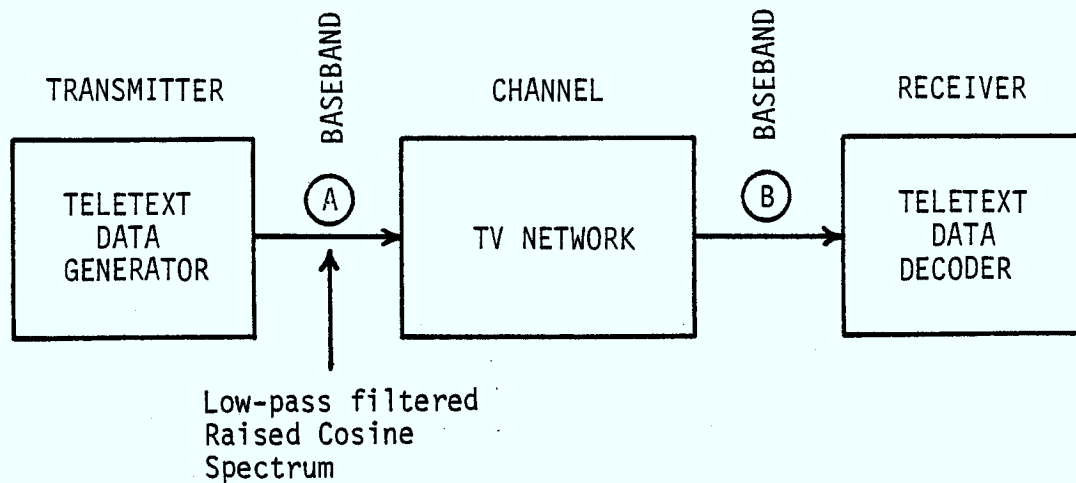 TRANSMITTER
BASEBAND
CHANNEL
BASEBAND
RECEIVER
TELETEXT
DATA
GENERATOR
A
TV NETWORK
B
TELETEXT
DATA
DECODER
Low-pass filtered
Raised Cosine
Spectrum